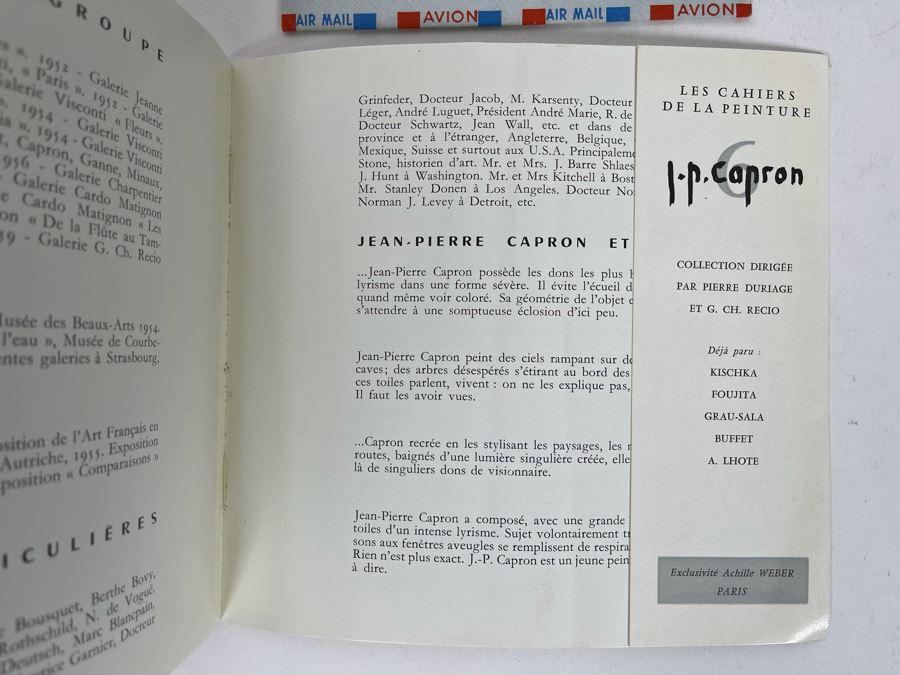 AIR MAIL AVION AIR MAIL AVION
GROUPE
1952 - Galerie Jeanne
« Paris ». 1952 - Galerie
Galerie Visconti « Fleurs ».
1954 - Galerie Visconti
». 1954 - Galerie Visconti
Capron, Ganne, Minaux,
1956 - Galerie Charpentier
Galerie Cardo Matignon
Cardo Matignon « Les
« De la Flûte au Tam-
59 - Galerie G. Ch. Recio
Musée des Beaux-Arts 1954.
l'eau », Musée de Courbe-
entes galeries à Strasbourg,
osition de l'Art Français en
Autriche, 1955. Exposition
position « Comparaisons »
ICULIÈRES
Bousquet, Berthe Bovy,
Rothschild, N. de Vogué,
Deutsch, Marc Blancpain,
urice Garnier, Docteur
Grinfeder, Docteur Jacob, M. Karsenty, Docteur
Léger, André Luguet, Président André Marie, R. de
Docteur Schwartz, Jean Wall, etc. et dans de
province et à l'étranger, Angleterre, Belgique,
Mexique, Suisse et surtout aux U.S.A. Principaleme
Stone, historien d'art. Mr. et Mrs. J. Barre Shlaes
J. Hunt à Washington. Mr. et Mrs Kitchell à Bost
Mr. Stanley Donen à Los Angeles. Docteur No
Norman J. Levey à Detroit, etc.
JEAN-PIERRE CAPRON ET
...Jean-Pierre Capron possède les dons les plus
lyrisme dans une forme sévère. Il évite l'écueil d
quand même voir coloré. Sa géométrie de l'objet e
s'attendre à une somptueuse éclosion d'ici peu.
Jean-Pierre Capron peint des ciels rampant sur de
caves; des arbres désespérés s'étirant au bord des
ces toiles parlent, vivent : on ne les explique pas,
Il faut les avoir vues.
...Capron recrée en les stylisant les paysages, les
routes, baignés d'une lumière singulière créée, elle
là de singuliers dons de visionnaire.
Jean-Pierre Capron a composé, avec une grande
toiles d'un intense lyrisme. Sujet volontairement tr
sons aux fenêtres aveugles se remplissent de respira
Rien n'est plus exact. J.-P. Capron est un jeune pein
à dire.
LES CAHIERS
DE LA PEINTURE
6
J.P. Capron
COLLECTION DIRIGÉE
PAR PIERRE DURIAGE
ET G. CH. RECIO
Déjà paru :
KISCHKA
FOUJITA
GRAU-SALA
BUFFET
A. LHOTE
Exclusivité Achille WEBER
PARIS